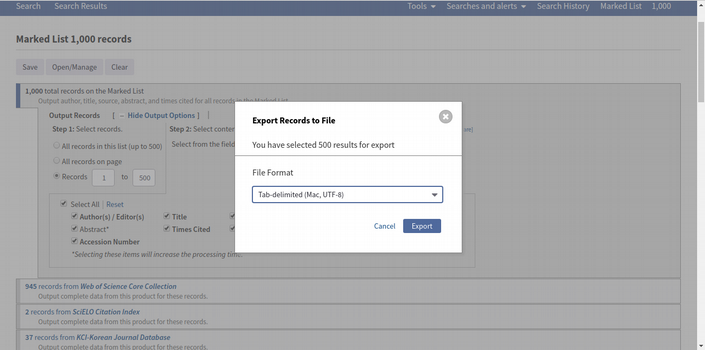 Search Search Results Tools Searches and alerts Search History Marked List 1,000
Marked List 1,000 records
Save Open/Manage Clear
1,000 total records on the Marked List
Output author, title, source, abstract, and times cited for all records in the Marked List.
Output Records [ – Hide Output Options ] |
Step 1: Select records. Step 2: Select conten
All records in this list (up to 500) Select from the field
All records on page
Records 1 to 500
Select All | Reset
Author(s) / Editor(s) Title
Abstract* Times Cited
Accession Number
*Selecting these items will increase the processing time.
Export Records to File
You have selected 500 results for export
File Format
Tab-delimited (Mac, UTF-8)
Cancel Export
945 records from Web of Science Core Collection
Output complete data from this product for these records.
2 records from SciELO Citation Index
Output complete data from this product for these records.
37 records from KCI-Korean Journal Database
Output complete data from this product for these records.